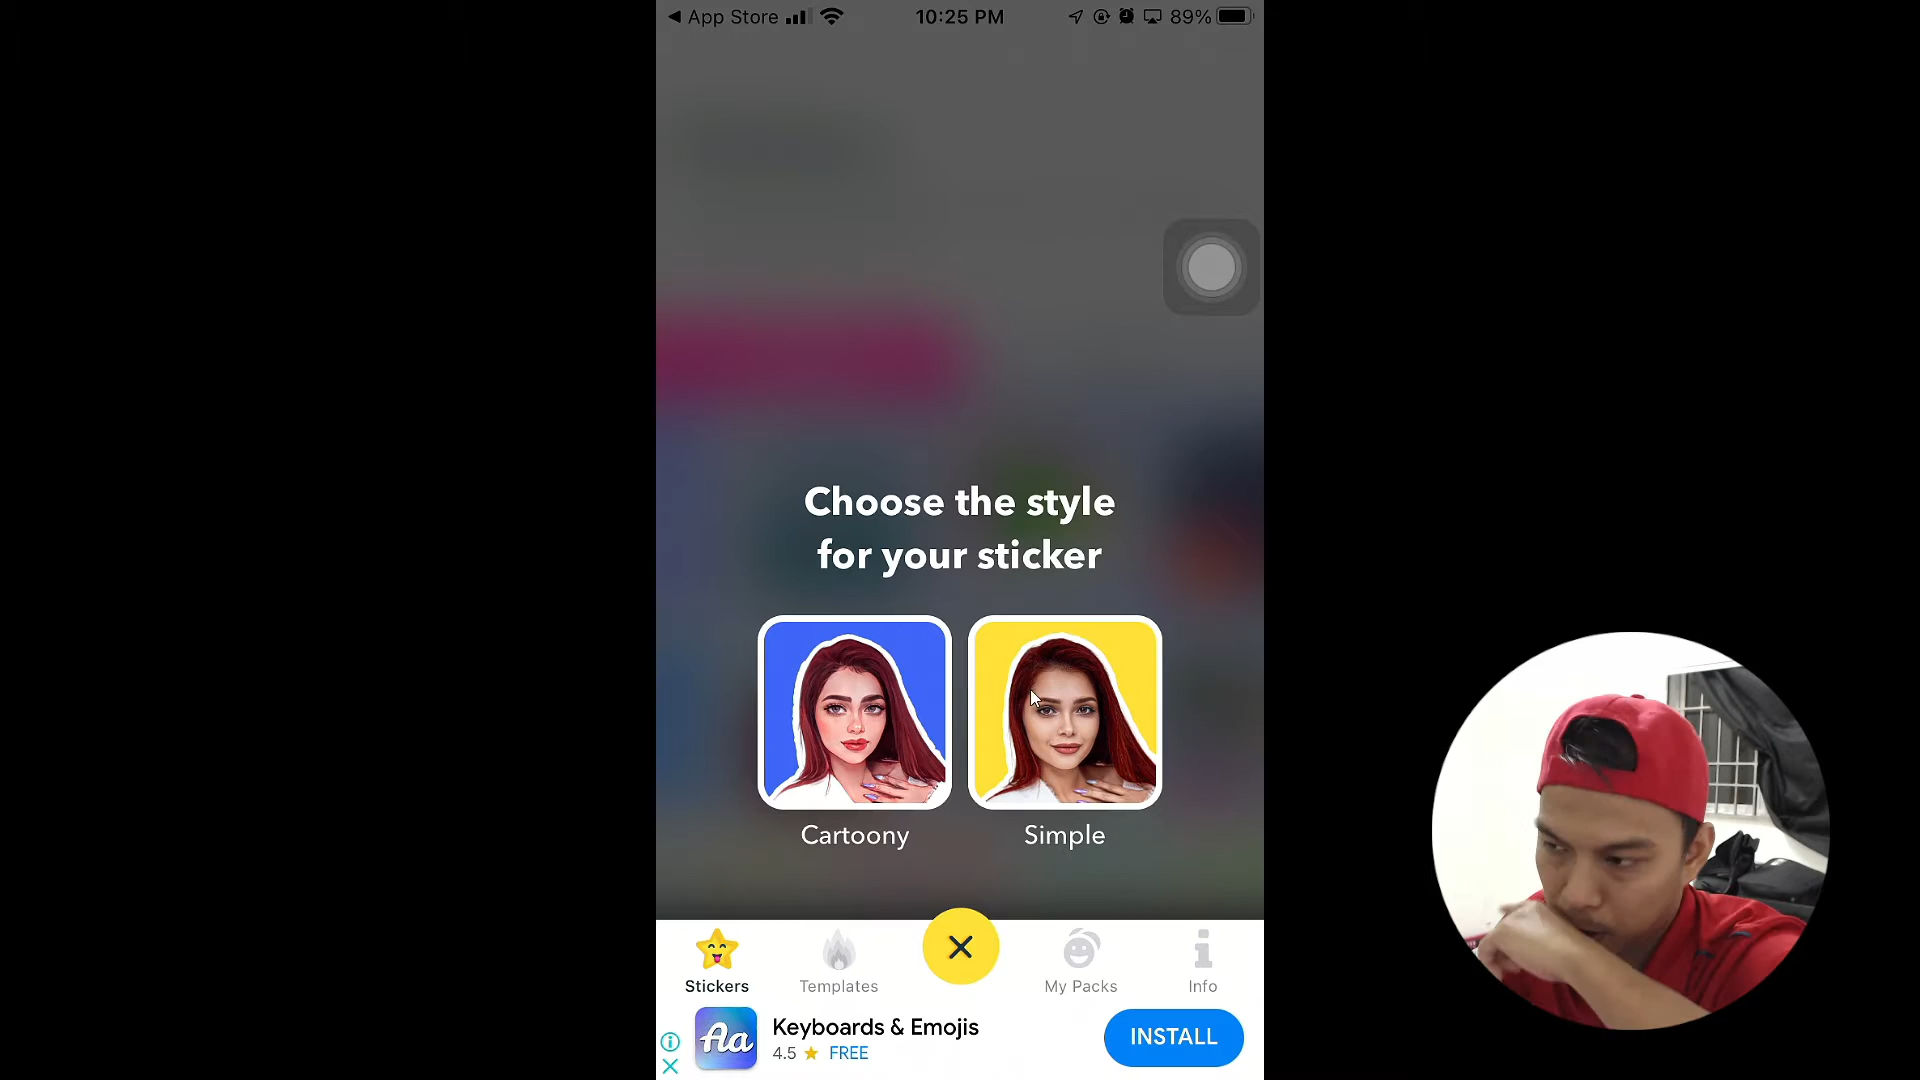 App Store 10:25 PM 89%
Choose the style
for your sticker
Cartoony Simple
Stickers Templates My Packs Info
Aa Keyboards & Emojis INSTALL
4.5 FREE